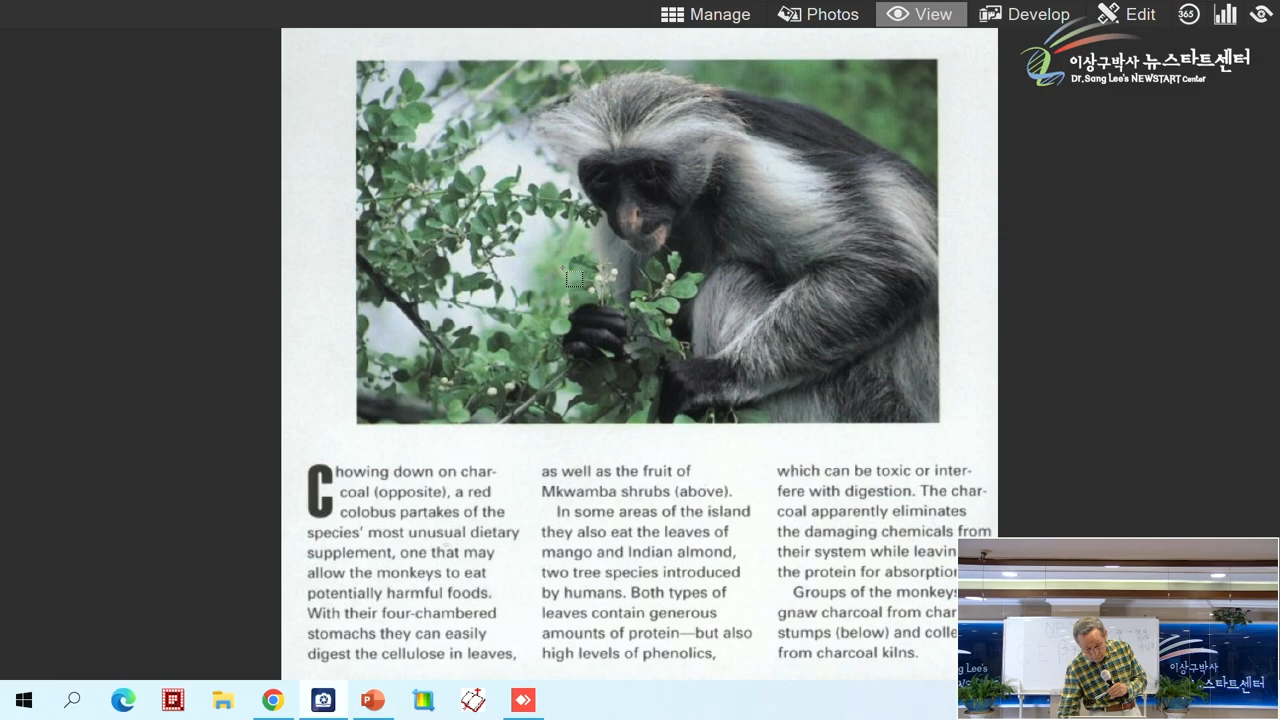 Manage Photos View Develop Edit 365
이상구박사 뉴스타트센터
Dr. Sang Lee's NEWSTART Center
Chowing down on char-
coal (opposite), a red
colobus partakes of the
species' most unusual dietary
supplement, one that may
allow the monkeys to eat
potentially harmful foods.
With their four-chambered
stomachs they can easily
digest the cellulose in leaves,
as well as the fruit of
Mkwamba shrubs (above).
In some areas of the island
they also eat the leaves of
mango and Indian almond,
two tree species introduced
by humans. Both types of
leaves contain generous
amounts of protein—but also
high levels of phenolics,
which can be toxic or inter-
fere with digestion. The char-
coal apparently eliminates
the damaging chemicals from
their system while leavin
the protein for absorptio
Groups of the monkeys
gnaw charcoal from char
stumps (below) and colle
from charcoal kilns.
이상구박사
뉴스타트센터